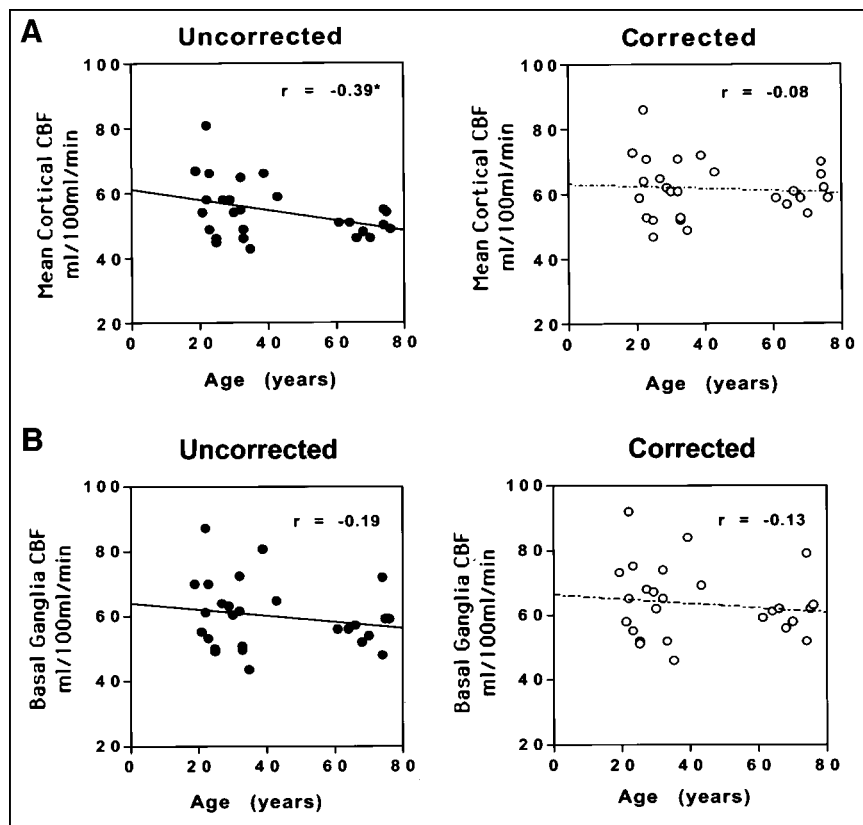 A
Uncorrected
r = -0.39*
Mean Cortical CBF
ml/100ml/min
100
80
60
40
20
0 20 40 60 80
Age (years)
Corrected
r = -0.08
Mean Cortical CBF
ml/100ml/min
100
80
60
40
20
0 20 40 60 80
Age (years)
B
Uncorrected
r = -0.19
Basal Ganglia CBF
ml/100ml/min
100
80
60
40
20
0 20 40 60 80
Age (years)
Corrected
r = -0.13
Basal Ganglia CBF
ml/100ml/min
100
80
60
40
20
0 20 40 60 80
Age (years)